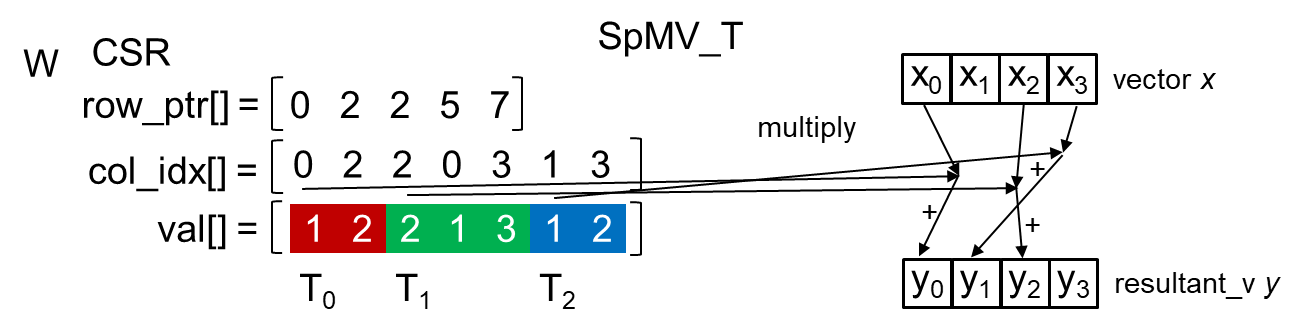 SpMV_T
W CSR
row_ptr[] = [ 0 2 2 5 7 ]
col_idx[] = [ 0 2 2 0 3 1 3 ]
val[] = [ 1 2 2 1 3 1 2 ]
T₀ T₁ T₂
x₀ x₁ x₂ x₃ vector x
multiply
+
+
+
y₀ y₁ y₂ y₃ resultant_v y